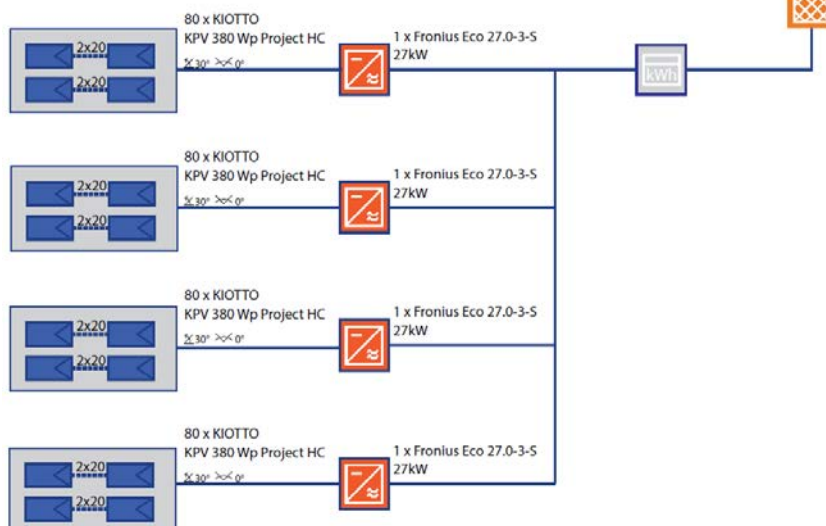 80 x KIOTTO
KPV 380 Wp Project HC
30° 0°
2x20
2x20
1 x Fronius Eco 27.0-3-S
27kW
kWh
80 x KIOTTO
KPV 380 Wp Project HC
30° 0°
2x20
2x20
1 x Fronius Eco 27.0-3-S
27kW
80 x KIOTTO
KPV 380 Wp Project HC
30° 0°
2x20
2x20
1 x Fronius Eco 27.0-3-S
27kW
80 x KIOTTO
KPV 380 Wp Project HC
30° 0°
2x20
2x20
1 x Fronius Eco 27.0-3-S
27kW